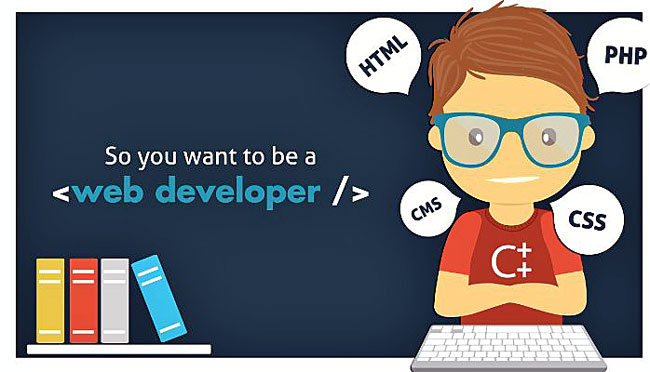 HTML
PHP
So you want to be a
<web developer />
CMS
CSS
C++